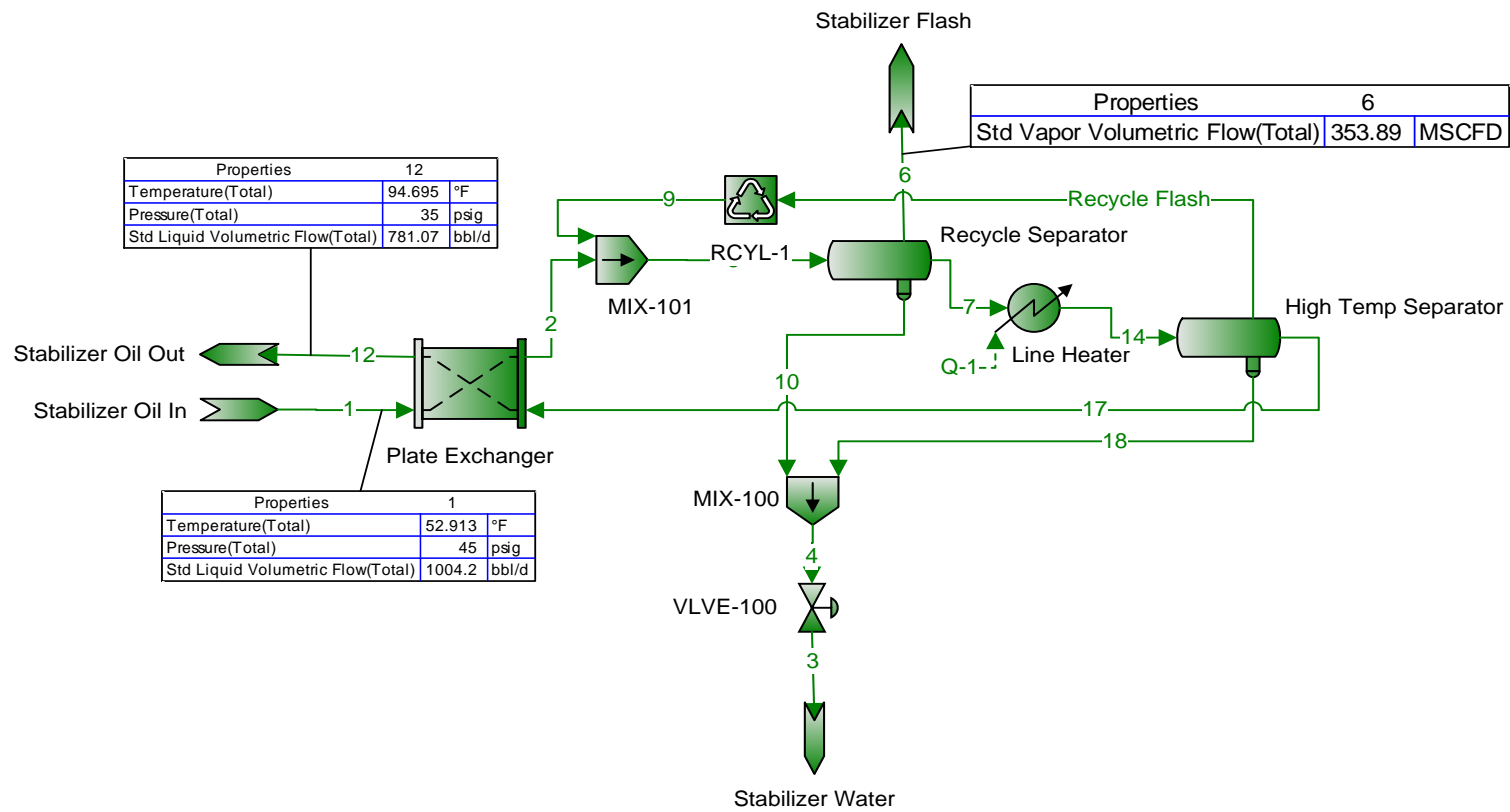 Stabilizer Flash
Properties 6
Std Vapor Volumetric Flow(Total) 353.89 MSCFD
Properties 12
Temperature(Total) 94.695 °F
Pressure(Total) 35 psig
Std Liquid Volumetric Flow(Total) 781.07 bbl/d
6
9
Recycle Flash
RCYL-1
Recycle Separator
MIX-101
2
7
14
High Temp Separator
Line Heater
Q-1
Stabilizer Oil Out
12
10
Stabilizer Oil In
1
17
Plate Exchanger
18
Properties 1
Temperature(Total) 52.913 °F
Pressure(Total) 45 psig
Std Liquid Volumetric Flow(Total) 1004.2 bbl/d
MIX-100
4
VLVE-100
3
Stabilizer Water